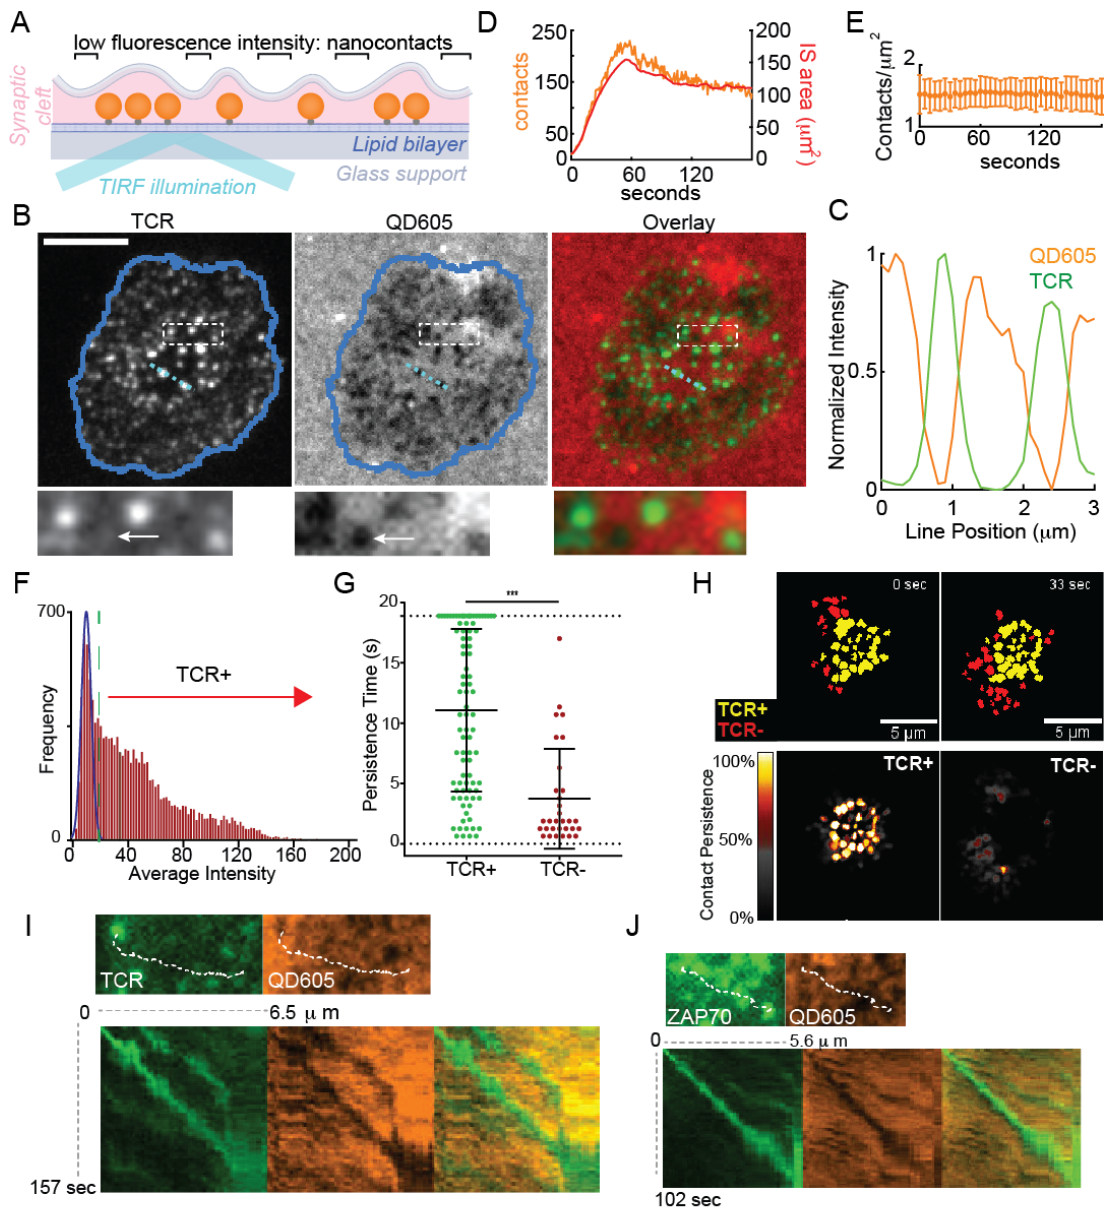 A
low fluorescence intensity: nanocontacts
Synaptic
cleft
Lipid bilayer
TIRF illumination
Glass support
D
250
150
50
0
contacts
200
150
100
50
0
IS area (μm²)
0
60
120
seconds
E
2
1
Contacts/μm²
0
60
120
seconds
B
TCR
QD605
Overlay
C
QD605
TCR
1
0.5
0
Normalized Intensity
0
1
2
3
Line Position (μm)
F
700
0
Frequency
TCR+
0
40
80
120
160
200
Average Intensity
G
***
20
15
10
5
0
Persistence Time (s)
TCR+
TCR-
H
0 sec
33 sec
TCR+
TCR-
5 μm
5 μm
100%
50%
0%
Contact Persistence
TCR+
TCR-
I
TCR
QD605
0
6.5 μ m
157 sec
J
ZAP70
QD605
0
5.6 μ m
0
102 sec